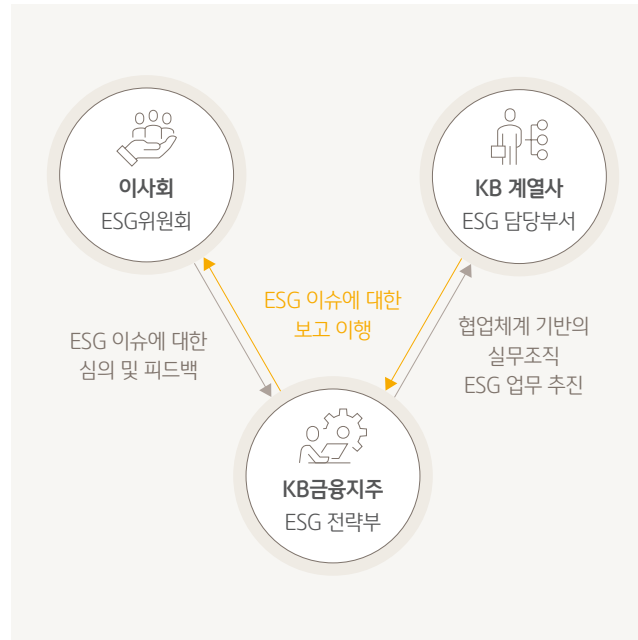 이사회
ESG위원회
KB 계열사
ESG 담당부서
ESG 이슈에 대한
보고 이행
ESG 이슈에 대한
심의 및 피드백
협업체계 기반의
실무조직
ESG 업무 추진
KB금융지주
ESG 전략부